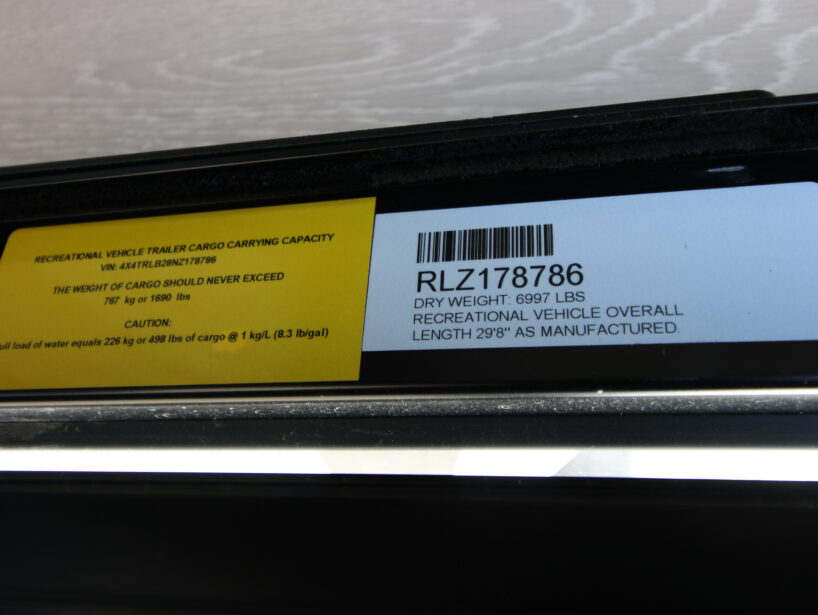 RECREATIONAL VEHICLE TRAILER CARGO CARRYING CAPACITY
VIN: 4X4TRLB28NZ178786
THE WEIGHT OF CARGO SHOULD NEVER EXCEED
767 kg or 1690 lbs
CAUTION:
ull load of water equals 226 kg or 498 lbs of cargo @ 1 kg/L (8.3 lb/gal)
RLZ178786
DRY WEIGHT: 6997 LBS
RECREATIONAL VEHICLE OVERALL
LENGTH 29'8" AS MANUFACTURED.